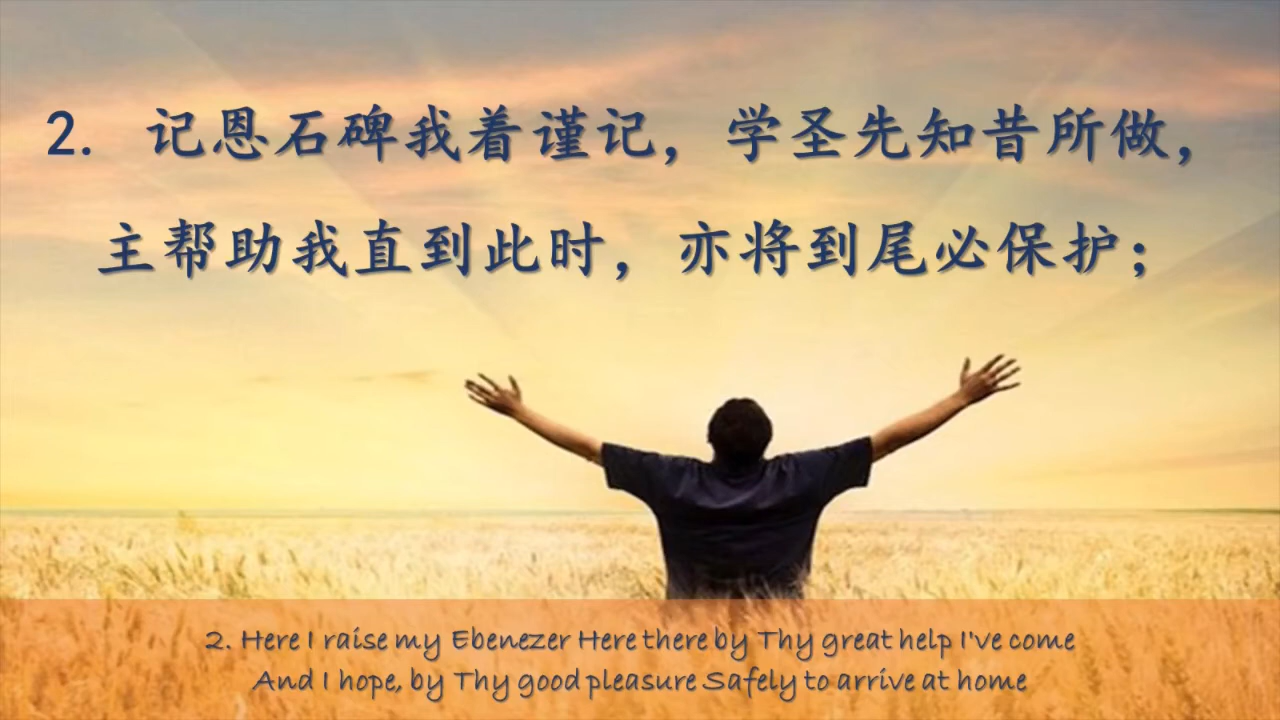 2. 记恩石碑我着谨记，学圣先知昔所做，
主帮助我直到此时，亦将到尾必保护；
2. Here I raise my Ebenezer Here there by Thy great help I've come
And I hope, by Thy good pleasure Safely to arrive at home